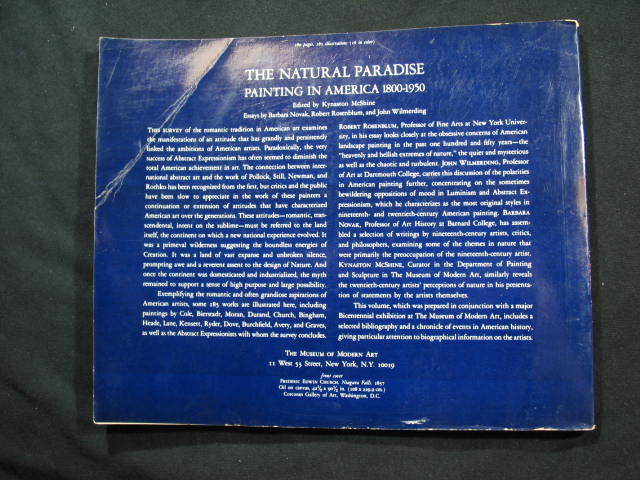 180 pages, 285 illustrations (16 in color)
THE NATURAL PARADISE
PAINTING IN AMERICA 1800-1950
Edited by Kynaston McShine
Essays by Barbara Novak, Robert Rosenblum, and John Wilmerding
THIS SURVEY of the romantic tradition in American art examines
the manifestations of an attitude that has grandly and persistently
linked the ambitions of American artists. Paradoxically, the very
success of Abstract Expressionism has often seemed to diminish the
total American achievement in art. The connection between inter-
national abstract art and the work of Pollock, Still, Newman, and
Rothko has been recognized from the first, but critics and the public
have been slow to appreciate in the work of these painters a
continuation or extension of attitudes that have characterized
American art over the generations. These attitudes—romantic, tran-
scendental, intent on the sublime—must be referred to the land
itself, the continent on which a new national experience evolved. It
was a primeval wilderness suggesting the boundless energies of
Creation. It was a land of vast expanse and unbroken silence,
prompting awe and a reverent assent to the design of Nature. And
once the continent was domesticated and industrialized, the myth
remained to support a sense of high purpose and large possibility.
Exemplifying the romantic and often grandiose aspirations of
American artists, some 285 works are illustrated here, including
paintings by Cole, Bierstadt, Moran, Durand, Church, Bingham,
Heade, Lane, Kensett, Ryder, Dove, Burchfield, Avery, and Graves,
as well as the Abstract Expressionists with whom the survey concludes.
ROBERT ROSENBLUM, Professor of Fine Arts at New York Univer-
sity, in his essay looks closely at the obsessive concerns of American
landscape painting in the past one hundred and fifty years—the
"heavenly and hellish extremes of nature," the quiet and mysterious
as well as the chaotic and turbulent. JOHN WILMERDING, Professor
of Art at Dartmouth College, carries this discussion of the polarities
in American painting further, concentrating on the sometimes
bewildering oppositions of mood in Luminism and Abstract Ex-
pressionism, which he characterizes as the most original styles in
nineteenth- and twentieth-century American painting. BARBARA
NOVAK, Professor of Art History at Barnard College, has assem-
bled a selection of writings by nineteenth-century artists, critics,
and philosophers, examining some of the themes in nature that
were primarily the preoccupation of the nineteenth-century artist.
KYNASTON MCSHINE, Curator in the Department of Painting
and Sculpture in The Museum of Modern Art, similarly reveals
the twentieth-century artists' perceptions of nature in his presenta-
tion of statements by the artists themselves.
This volume, which was prepared in conjunction with a major
Bicentennial exhibition at The Museum of Modern Art, includes a
selected bibliography and a chronicle of events in American history,
giving particular attention to biographical information on the artists.
THE MUSEUM OF MODERN ART
11 West 53 Street, New York, N.Y. 10019
front cover
FREDERIC EDWIN CHURCH. Niagara Falls. 1857
Oil on canvas, 42½ x 90½ in. (108 x 229.9 cm.)
Corcoran Gallery of Art, Washington, D.C.